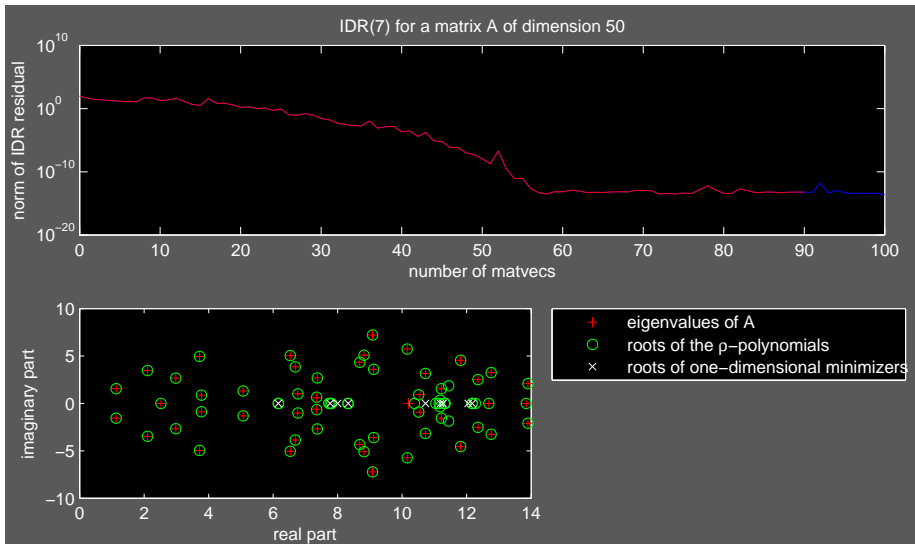 IDR(7) for a matrix A of dimension 50
norm of IDR residual
10^10
10^0
10^-10
10^-20
0 10 20 30 40 50 60 70 80 90 100
number of matvecs
imaginary part
10
5
0
-5
-10
0 2 4 6 8 10 12 14
real part
eigenvalues of A
roots of the ρ-polynomials
roots of one-dimensional minimizers